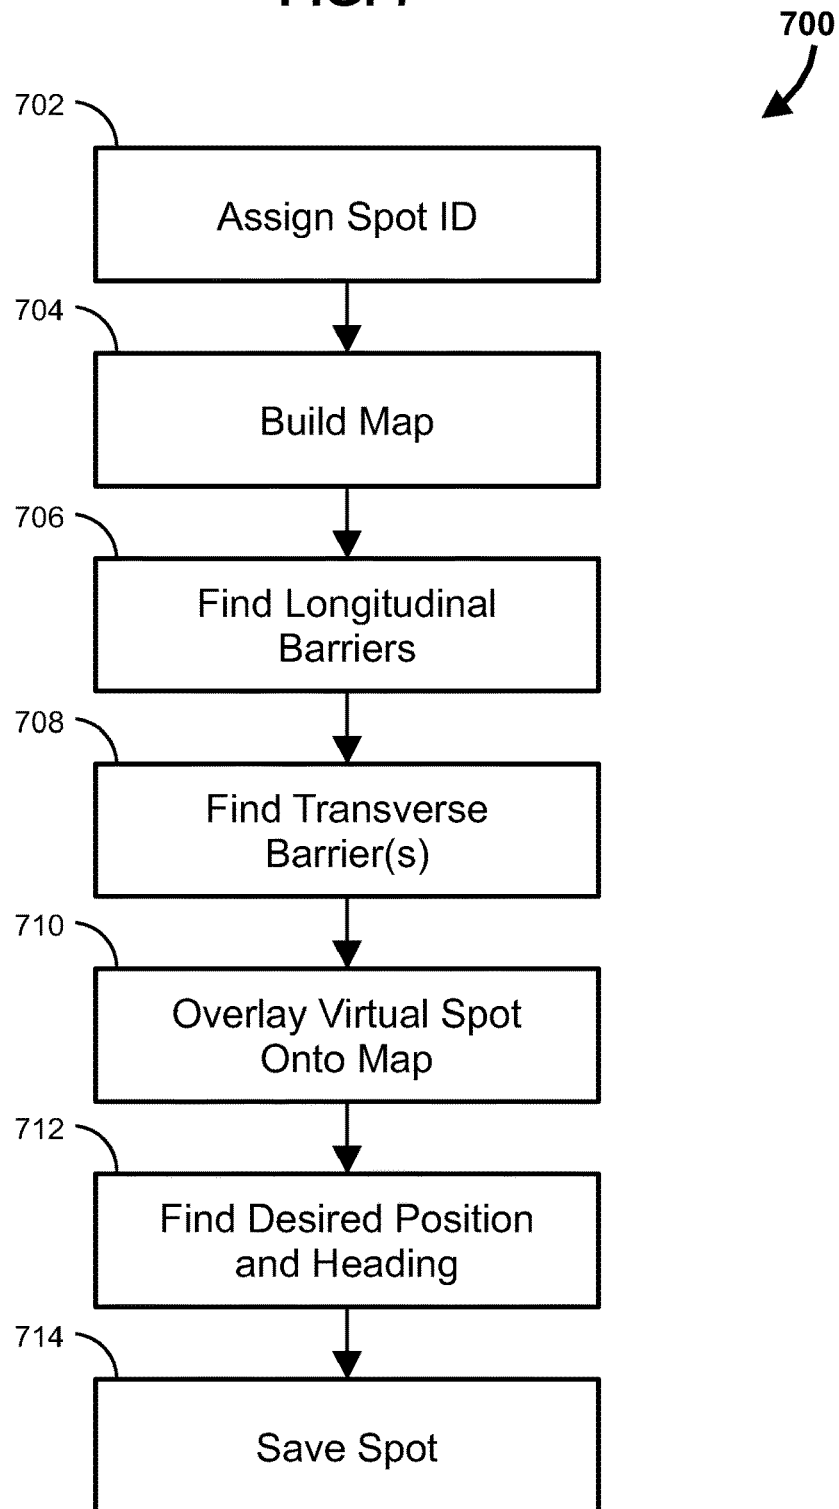 FIG. 7
700
702
Assign Spot ID
704
Build Map
706
Find Longitudinal
Barriers
708
Find Transverse
Barrier(s)
710
Overlay Virtual Spot
Onto Map
712
Find Desired Position
and Heading
714
Save Spot